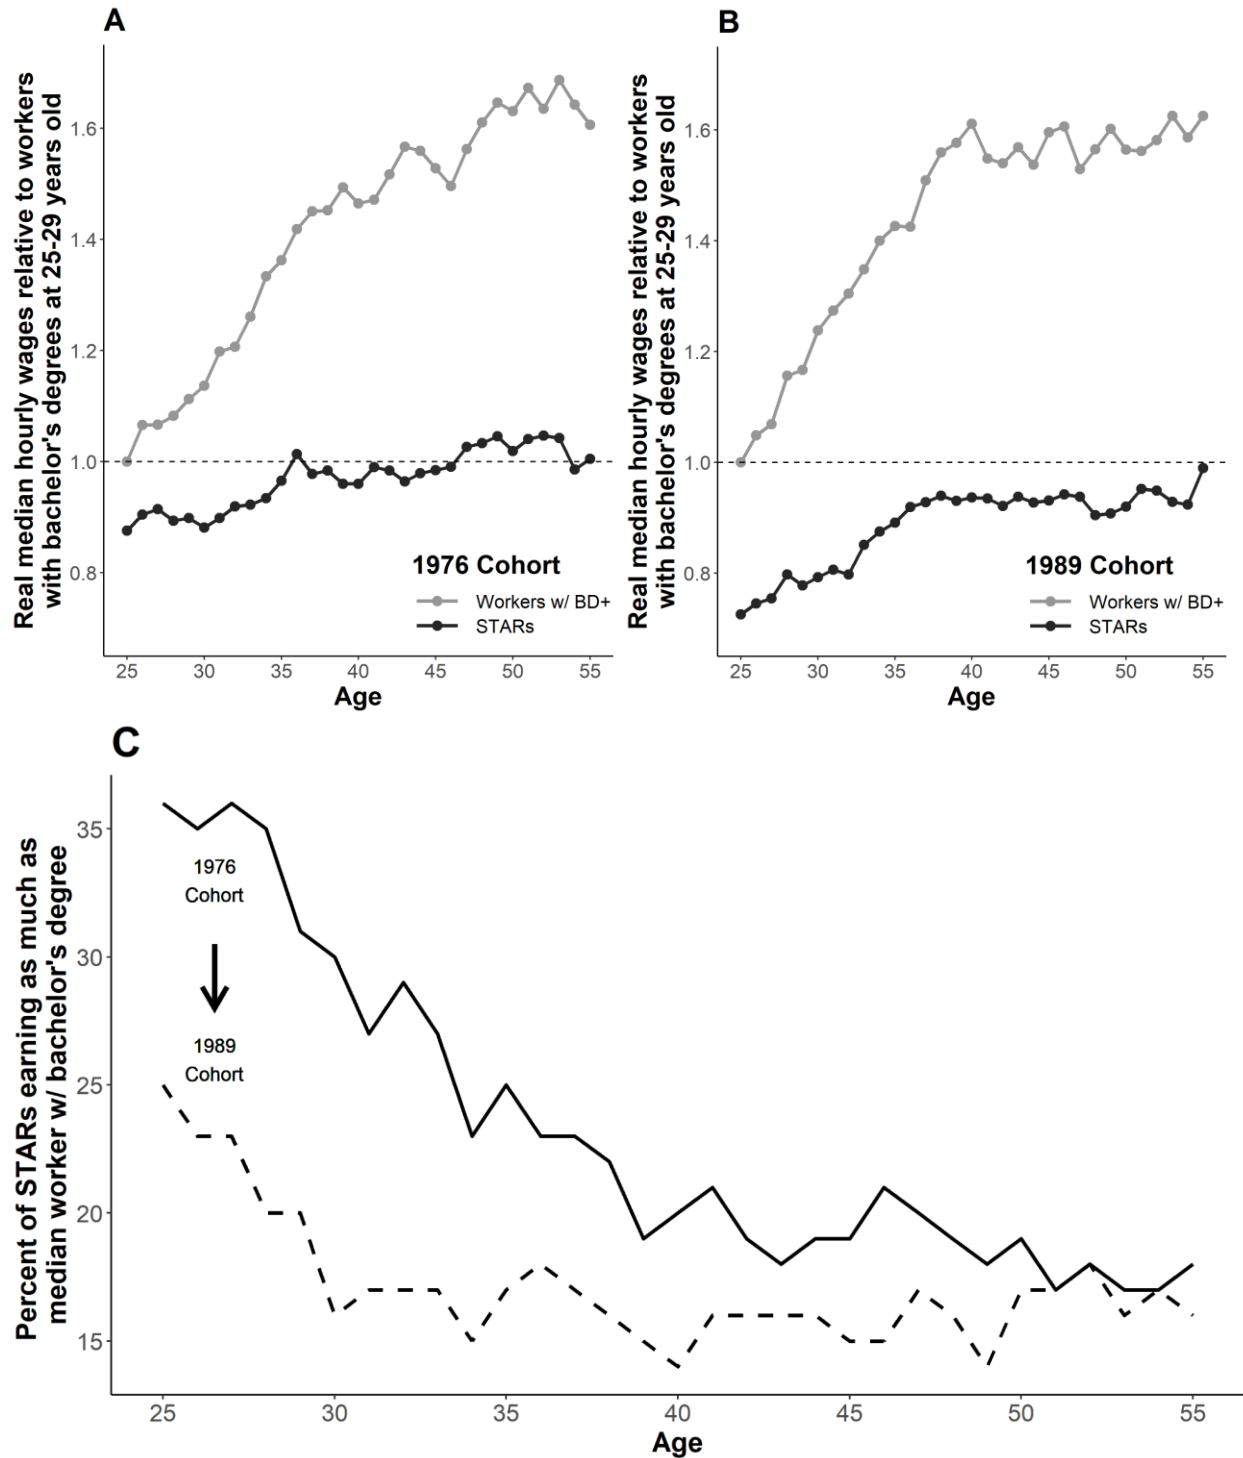 A
Real median hourly wages relative to workers
with bachelor's degrees at 25-29 years old
1.6
1.4
1.2
1.0
0.8
1976 Cohort
Workers w/ BD+
STARs
25 30 35 40 45 50 55
Age
B
Real median hourly wages relative to workers
with bachelor's degrees at 25-29 years old
1.6
1.4
1.2
1.0
0.8
1989 Cohort
Workers w/ BD+
STARs
25 30 35 40 45 50 55
Age
C
Percent of STARs earning as much as
median worker w/ bachelor's degree
35
30
25
20
15
1976
Cohort
1989
Cohort
25 30 35 40 45 50 55
Age